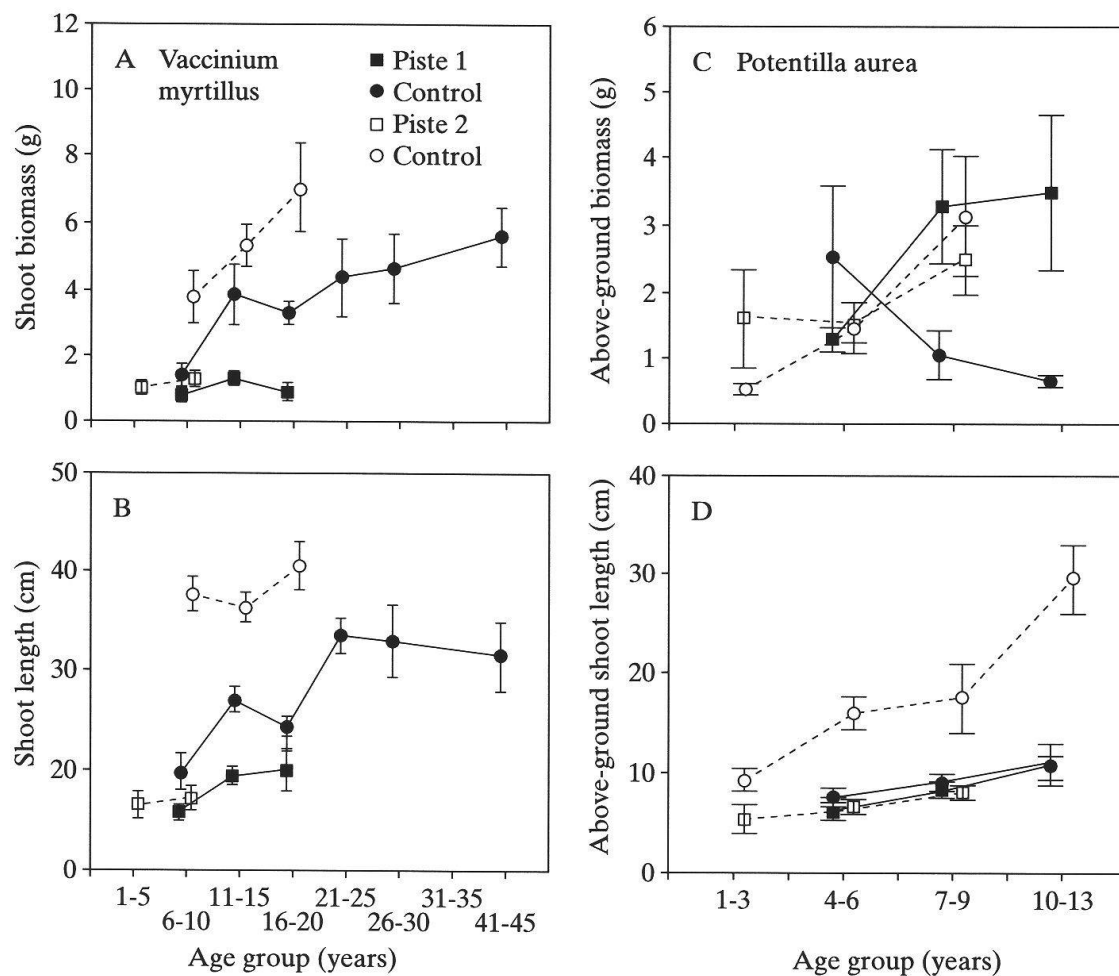 12
10
8
6
4
2
0
Shoot biomass (g)
A Vaccinium
myrtillus
Piste 1
Control
Piste 2
Control
6
5
4
3
2
1
0
Above-ground biomass (g)
C Potentilla aurea
50
40
30
20
10
0
Shoot length (cm)
B
1-5 11-15 21-25 31-35
6-10 16-20 26-30 41-45
Age group (years)
40
30
20
10
0
Above-ground shoot length (cm)
D
1-3 4-6 7-9 10-13
Age group (years)